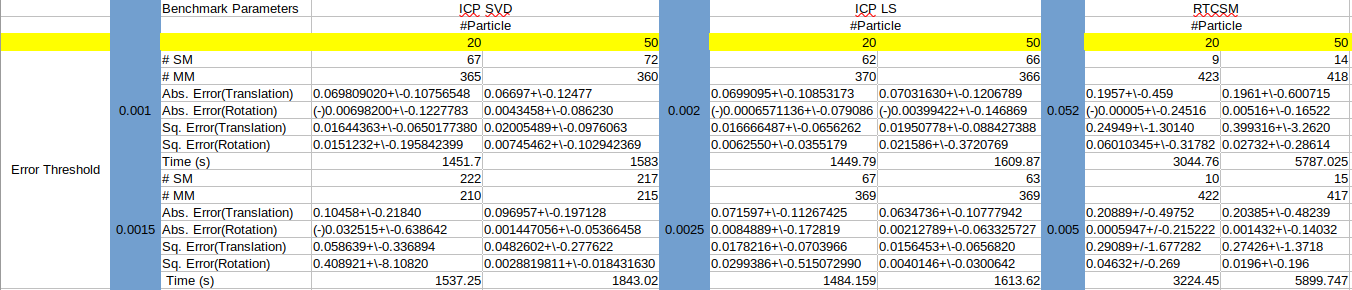 Benchmark Parameters ICP SVD ICP LS RTCSM
#Particle #Particle #Particle
20 50 20 50 20 50
# SM 67 72 62 66 9 14
# MM 365 360 370 366 423 418
Abs. Error(Translation) 0.069809020+\-0.10756548 0.06697+\-0.12477 0.0699095+\-0.10853173 0.07031630+\-0.1206789 0.1957+\-0.459 0.1961+\-0.600715
0.001 Abs. Error(Rotation) (-)0.00698200+\-0.1227783 0.0043458+\-0.086230 0.002 (-)0.0006571136+\-0.079086 (-)0.00399422+\-0.146869 0.052 (-)0.00005+\-0.24516 0.00516+\-0.16522
Sq. Error(Translation) 0.01644363+\-0.0650177380 0.02005489+\-0.0976063 0.016666487+\-0.0656262 0.01950778+\-0.088427388 0.24949+\-1.30140 0.399316+\-3.2620
Sq. Error(Rotation) 0.0151232+\-0.195842399 0.00745462+\-0.102942369 0.0062550+\-0.0355179 0.021586+\-0.3720769 0.06010345+\-0.31782 0.02732+\-0.28614
Time (s) 1451.7 1583 1449.79 1609.87 3044.76 5787.025
Error Threshold # SM 222 217 67 63 10 15
# MM 210 215 369 369 422 417
Abs. Error(Translation) 0.10458+\-0.21840 0.096957+\-0.197128 0.071597+\-0.11267425 0.0634736+\-0.10777942 0.20889+/-0.49752 0.20385+\-0.48239
0.0015 Abs. Error(Rotation) (-)0.032515+\-0.638642 0.001447056+\-0.05366458 0.0025 0.0084889+\-0.172819 0.00212789+\-0.063325727 0.005 0.0005947+/-0.215222 0.001432+\-0.14032
Sq. Error(Translation) 0.058639+\-0.336894 0.0482602+\-0.277622 0.0178216+\-0.0703966 0.0156453+\-0.0656820 0.29089+/-1.677282 0.27426+\-1.3718
Sq. Error(Rotation) 0.408921+\-8.10820 0.0028819811+\-0.018431630 0.0299386+\-0.515072990 0.0040146+\-0.0300642 0.04632+/-0.269 0.0196+\-0.196
Time (s) 1537.25 1843.02 1484.159 1613.62 3224.45 5899.747